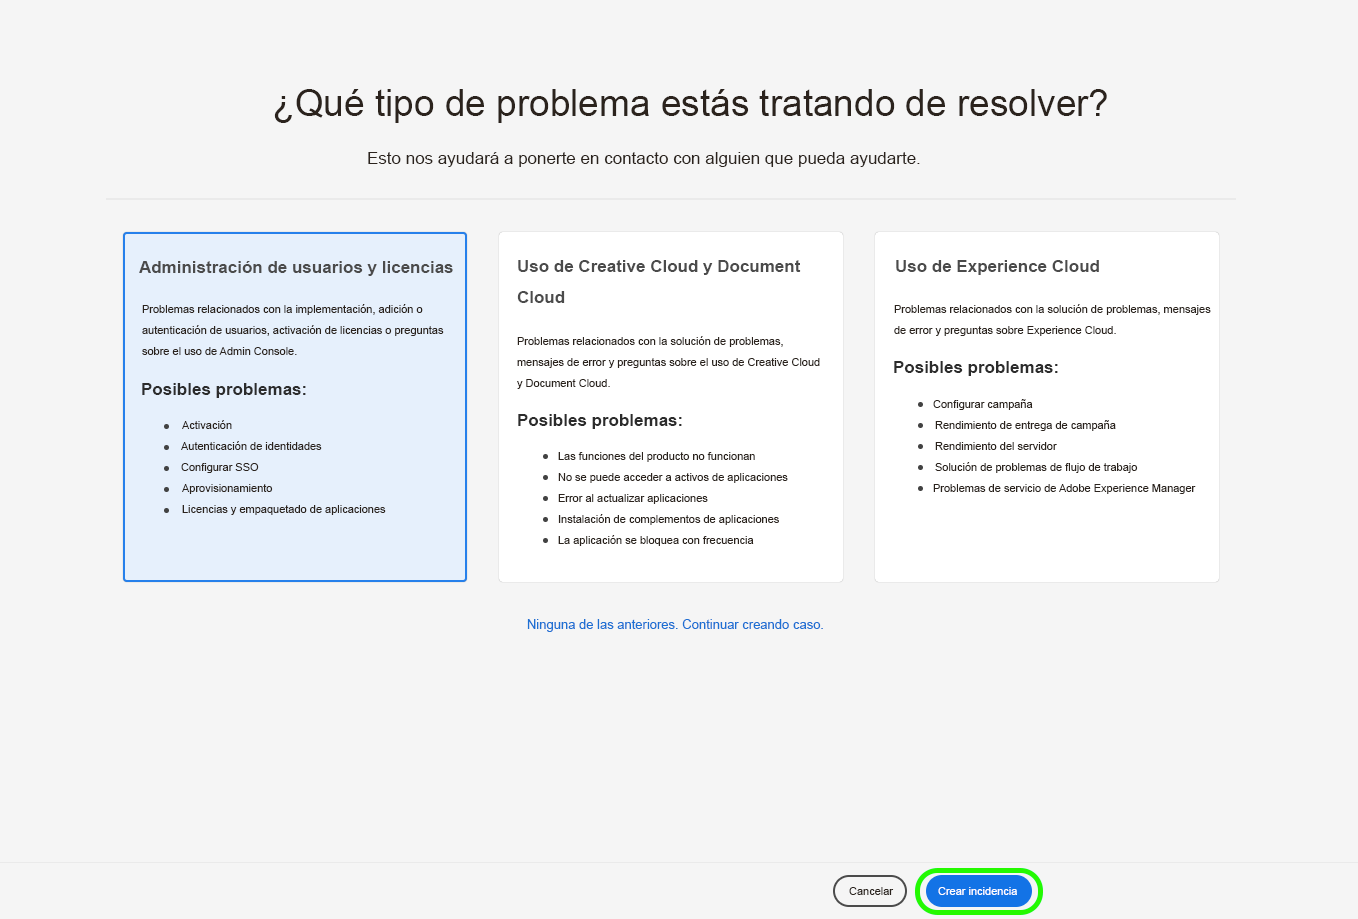 ¿Qué tipo de problema estás tratando de resolver?
Esto nos ayudará a ponerte en contacto con alguien que pueda ayudarte.
Administración de usuarios y licencias
Problemas relacionados con la implementación, adición o
autenticación de usuarios, activación de licencias o preguntas
sobre el uso de Admin Console.
Posibles problemas:
Activación
Autenticación de identidades
Configurar SSO
Aprovisionamiento
Licencias y empaquetado de aplicaciones
Uso de Creative Cloud y Document
Cloud
Problemas relacionados con la solución de problemas,
mensajes de error y preguntas sobre el uso de Creative Cloud
y Document Cloud.
Posibles problemas:
Las funciones del producto no funcionan
No se puede acceder a activos de aplicaciones
Error al actualizar aplicaciones
Instalación de complementos de aplicaciones
La aplicación se bloquea con frecuencia
Uso de Experience Cloud
Problemas relacionados con la solución de problemas, mensajes
de error y preguntas sobre Experience Cloud.
Posibles problemas:
Configurar campaña
Rendimiento de entrega de campaña
Rendimiento del servidor
Solución de problemas de flujo de trabajo
Problemas de servicio de Adobe Experience Manager
Ninguna de las anteriores. Continuar creando caso.
Cancelar
Crear incidencia